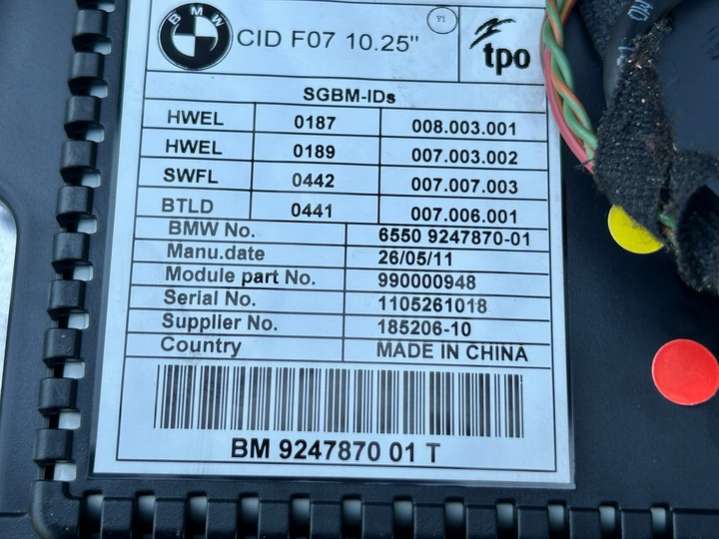 BMW
CID F07 10.25"
tpo
SGBM-IDs
HWEL 0187 008.003.001
HWEL 0189 007.003.002
SWFL 0442 007.007.003
BTLD 0441 007.006.001
BMW No. 6550 9247870-01
Manu.date 26/05/11
Module part No. 990000948
Serial No. 1105261018
Supplier No. 185206-10
Country MADE IN CHINA
BM 9247870 01 T